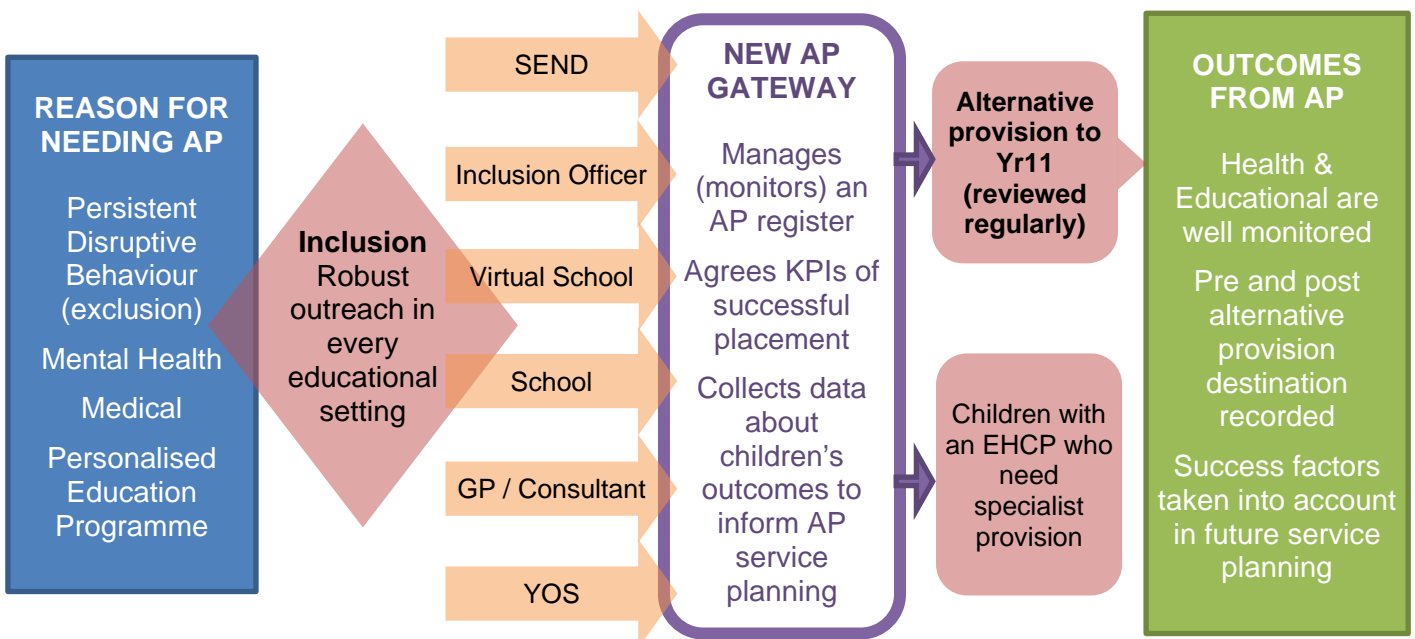 REASON FOR
NEEDING AP
Persistent
Disruptive
Behaviour
(exclusion)
Mental Health
Medical
Personalised
Education
Programme
Inclusion
Robust
outreach in
every
educational
setting
SEND
Inclusion Officer
Virtual School
School
GP / Consultant
YOS
NEW AP
GATEWAY
Manages
(monitors) an
AP register
Agrees KPIs of
successful
placement
Collects data
about
children’s
outcomes to
inform AP
service
planning
Alternative
provision to
Yr11
(reviewed
regularly)
Children with
an EHCP who
need
specialist
provision
OUTCOMES
FROM AP
Health &
Educational are
well monitored
Pre and post
alternative
provision
destination
recorded
Success factors
taken into account
in future service
planning